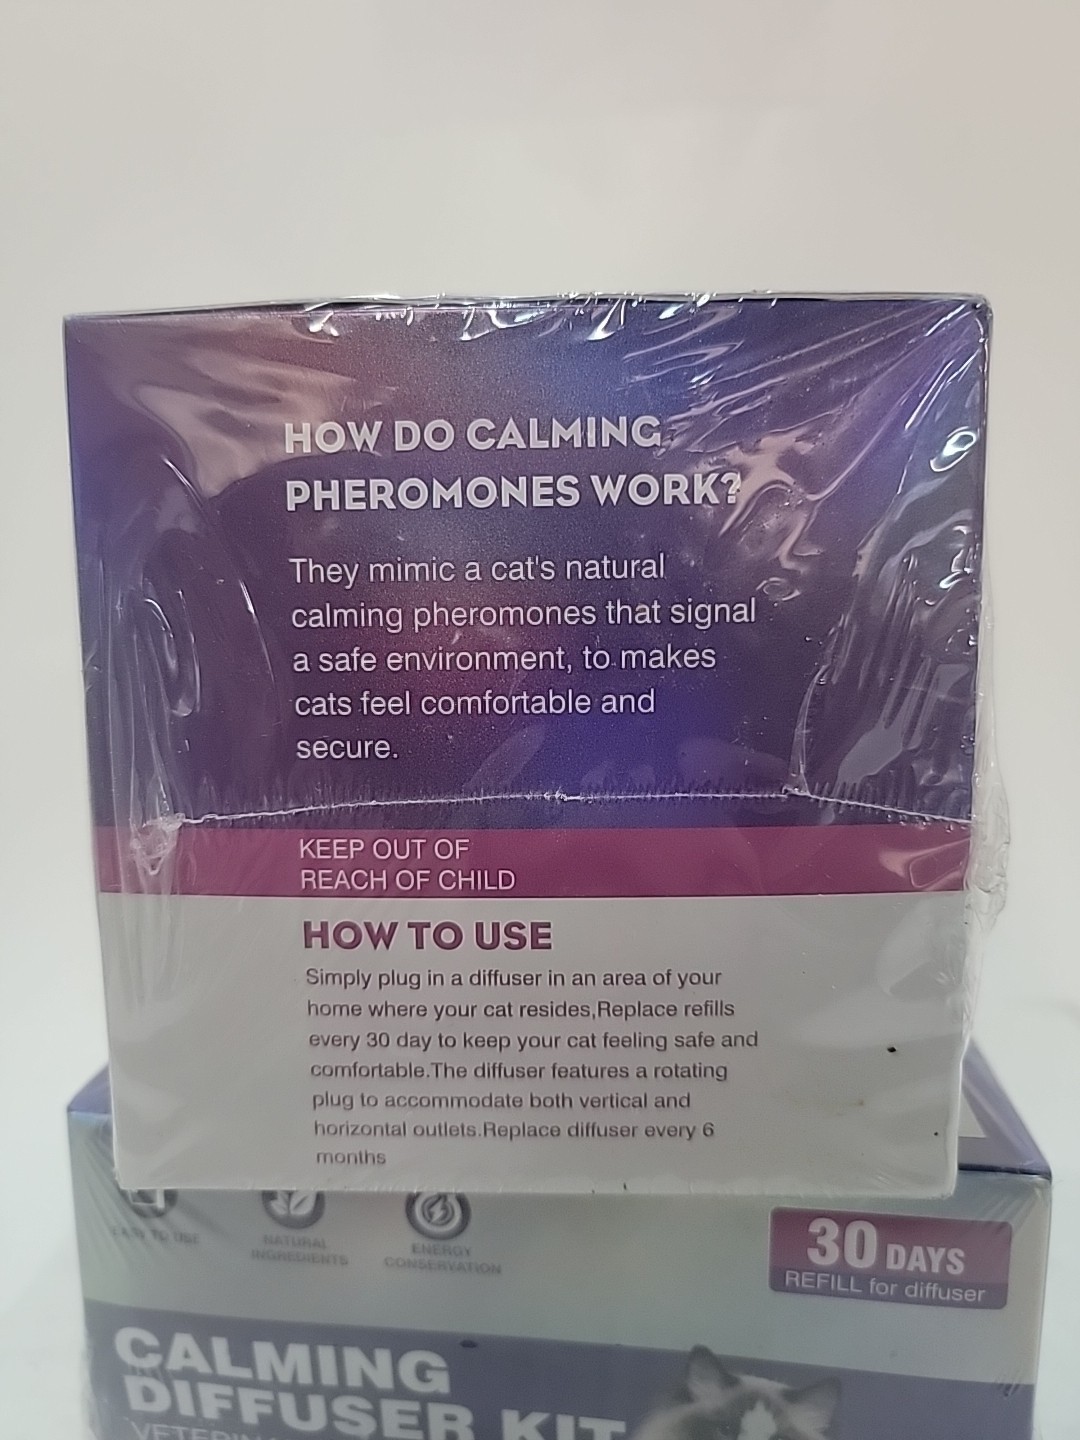 HOW DO CALMING
PHEROMONES WORK?
They mimic a cat's natural
calming pheromones that signal
a safe environment, to makes
cats feel comfortable and
secure.
KEEP OUT OF
REACH OF CHILD
HOW TO USE
Simply plug in a diffuser in an area of your
home where your cat resides,Replace refills
every 30 day to keep your cat feeling safe and
comfortable.The diffuser features a rotating
plug to accommodate both vertical and
horizontal outlets.Replace diffuser every 6
months
EASY TO USE
NATURAL
INGREDIENTS
ENERGY
CONSERVATION
30 DAYS
REFILL for diffuser
CALMING
DIFFUSER KIT